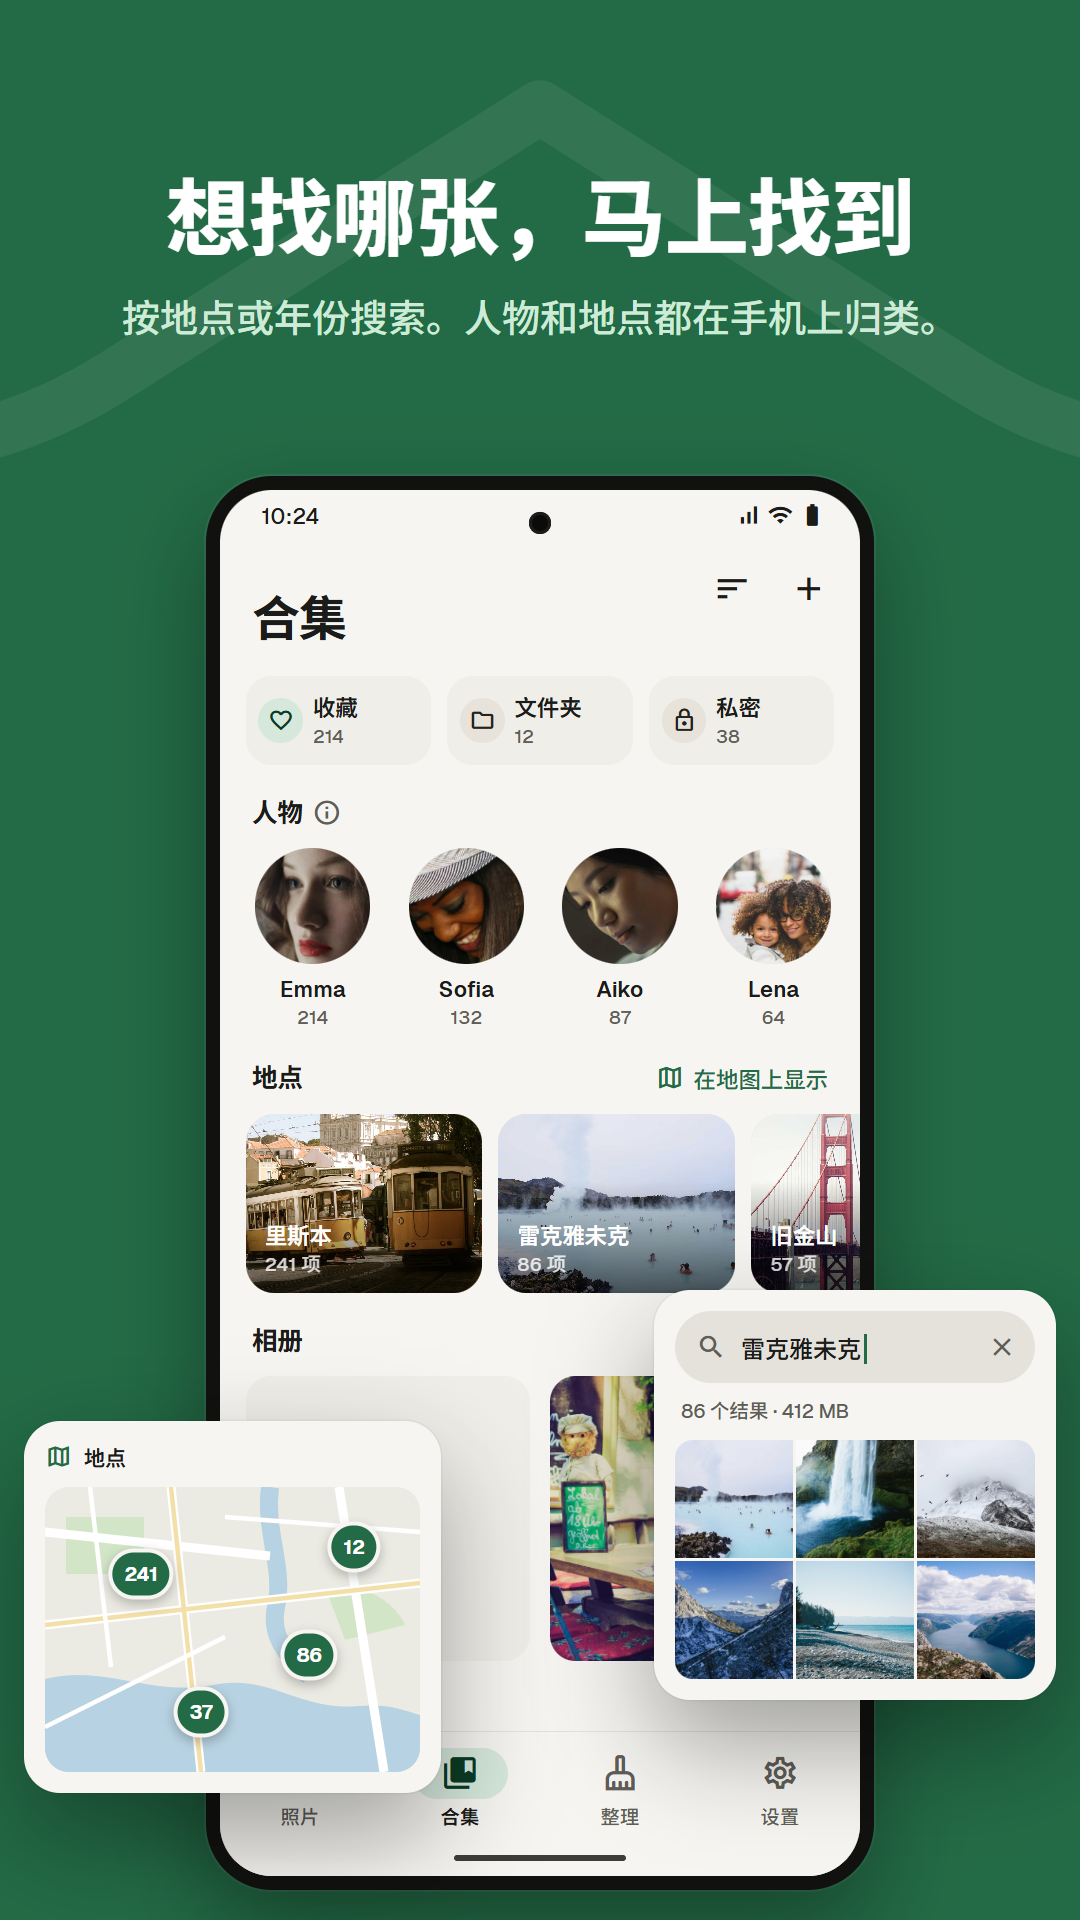 想找哪张，马上找到
按地点或年份搜索。人物和地点都在手机上归类。
10:24
合集
收藏
214
文件夹
12
私密
38
人物
Emma
214
Sofia
132
Aiko
87
Lena
64
地点
在地图上显示
里斯本
241 项
雷克雅未克
86 项
旧金山
57 项
相册
雷克雅未克
86 个结果 · 412 MB
地点
241
12
86
37
照片
合集
整理
设置